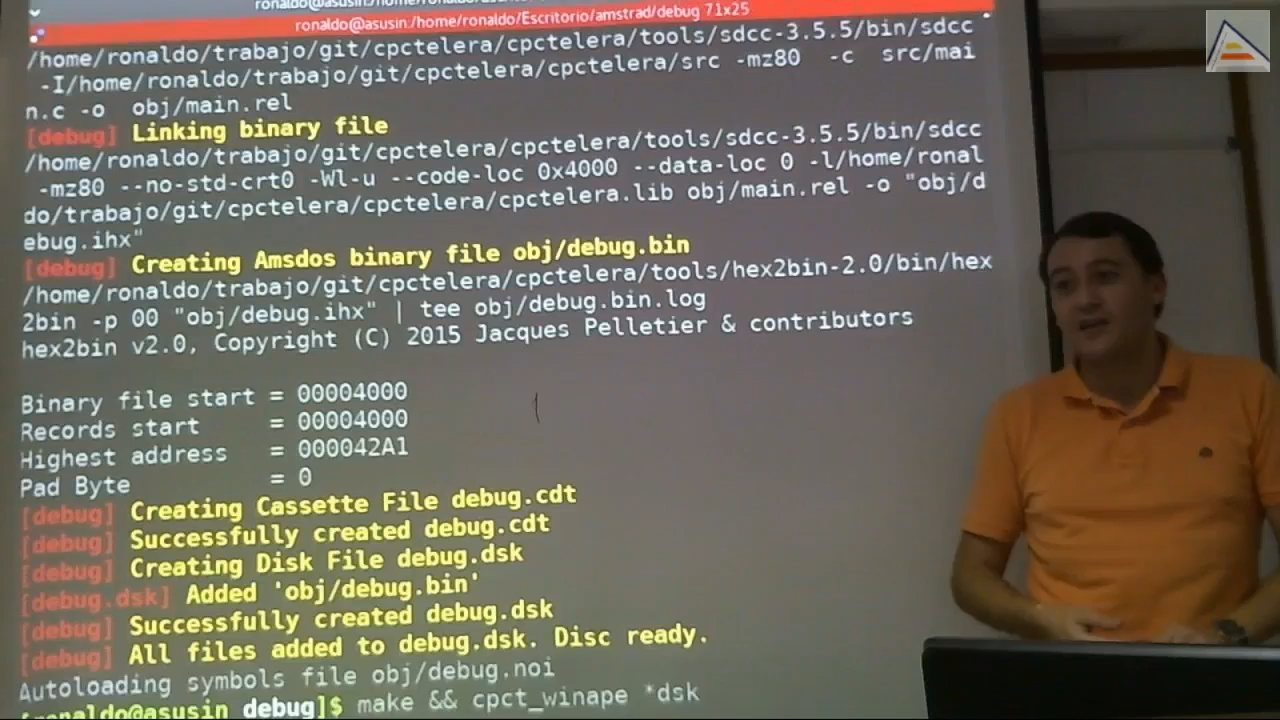 ronaldo@asusin:/home/ronaldo/Escritorio/amstrad/debug 71x25
/home/ronaldo/trabajo/git/cpctelera/cpctelera/tools/sdcc-3.5.5/bin/sdcc
-I/home/ronaldo/trabajo/git/cpctelera/cpctelera/src -mz80 -c src/mai
n.c -o obj/main.rel
[debug] Linking binary file
/home/ronaldo/trabajo/git/cpctelera/cpctelera/tools/sdcc-3.5.5/bin/sdcc
-mz80 --no-std-crt0 -Wl-u --code-loc 0x4000 --data-loc 0 -l/home/ronal
do/trabajo/git/cpctelera/cpctelera/cpctelera.lib obj/main.rel -o "obj/d
ebug.ihx"
[debug] Creating Amsdos binary file obj/debug.bin
/home/ronaldo/trabajo/git/cpctelera/cpctelera/tools/hex2bin-2.0/bin/hex
2bin -p 00 "obj/debug.ihx" | tee obj/debug.bin.log
hex2bin v2.0, Copyright (C) 2015 Jacques Pelletier & contributors
Binary file start = 00004000
Records start = 00004000
Highest address = 000042A1
Pad Byte = 0
[debug] Creating Cassette File debug.cdt
[debug] Successfully created debug.cdt
[debug] Creating Disk File debug.dsk
[debug.dsk] Added 'obj/debug.bin'
[debug] Successfully created debug.dsk
[debug] All files added to debug.dsk. Disc ready.
Autoloading symbols file obj/debug.noi
[ronaldo@asusin debug]$ make && cpct_winape *dsk